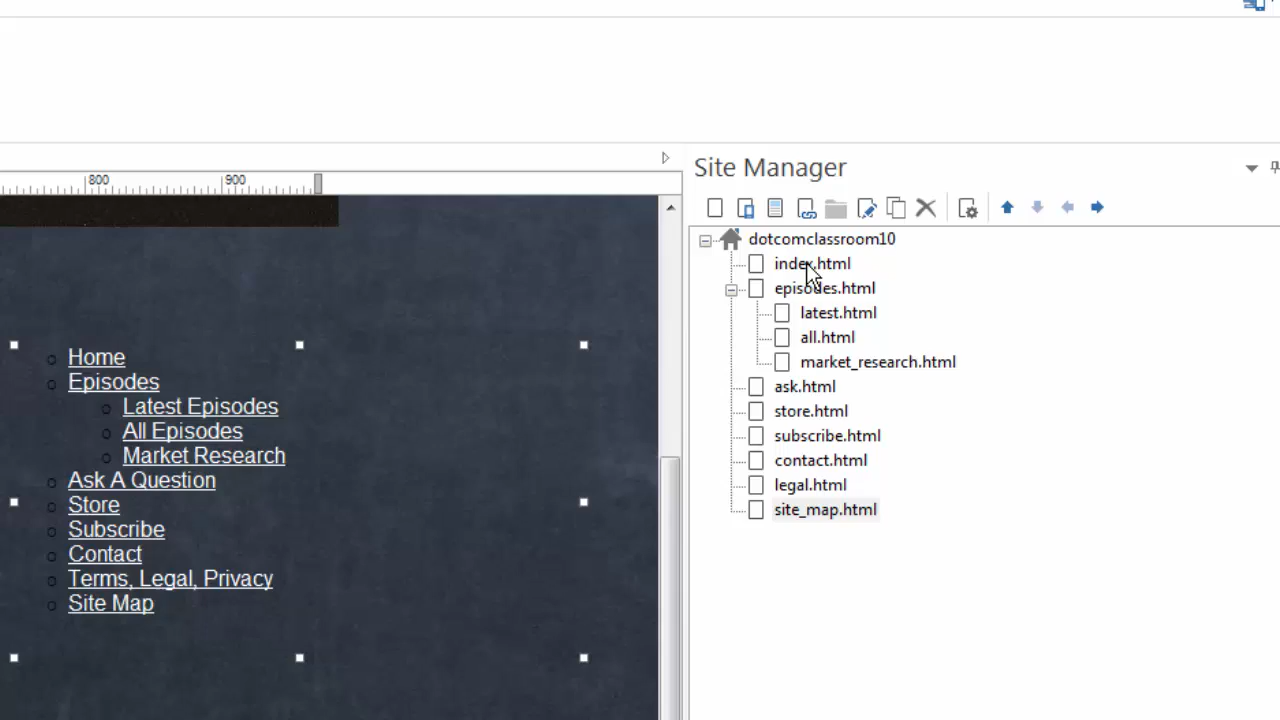 800
900
Home
Episodes
Latest Episodes
All Episodes
Market Research
Ask A Question
Store
Subscribe
Contact
Terms, Legal, Privacy
Site Map
Site Manager
dotcomclassroom10
index.html
episodes.html
latest.html
all.html
market_research.html
ask.html
store.html
subscribe.html
contact.html
legal.html
site_map.html